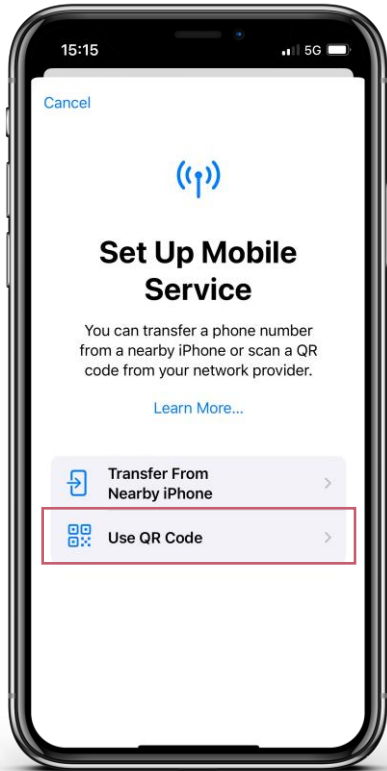 15:15
5G
Cancel
Set Up Mobile
Service
You can transfer a phone number
from a nearby iPhone or scan a QR
code from your network provider.
Learn More...
Transfer From
Nearby iPhone
Use QR Code